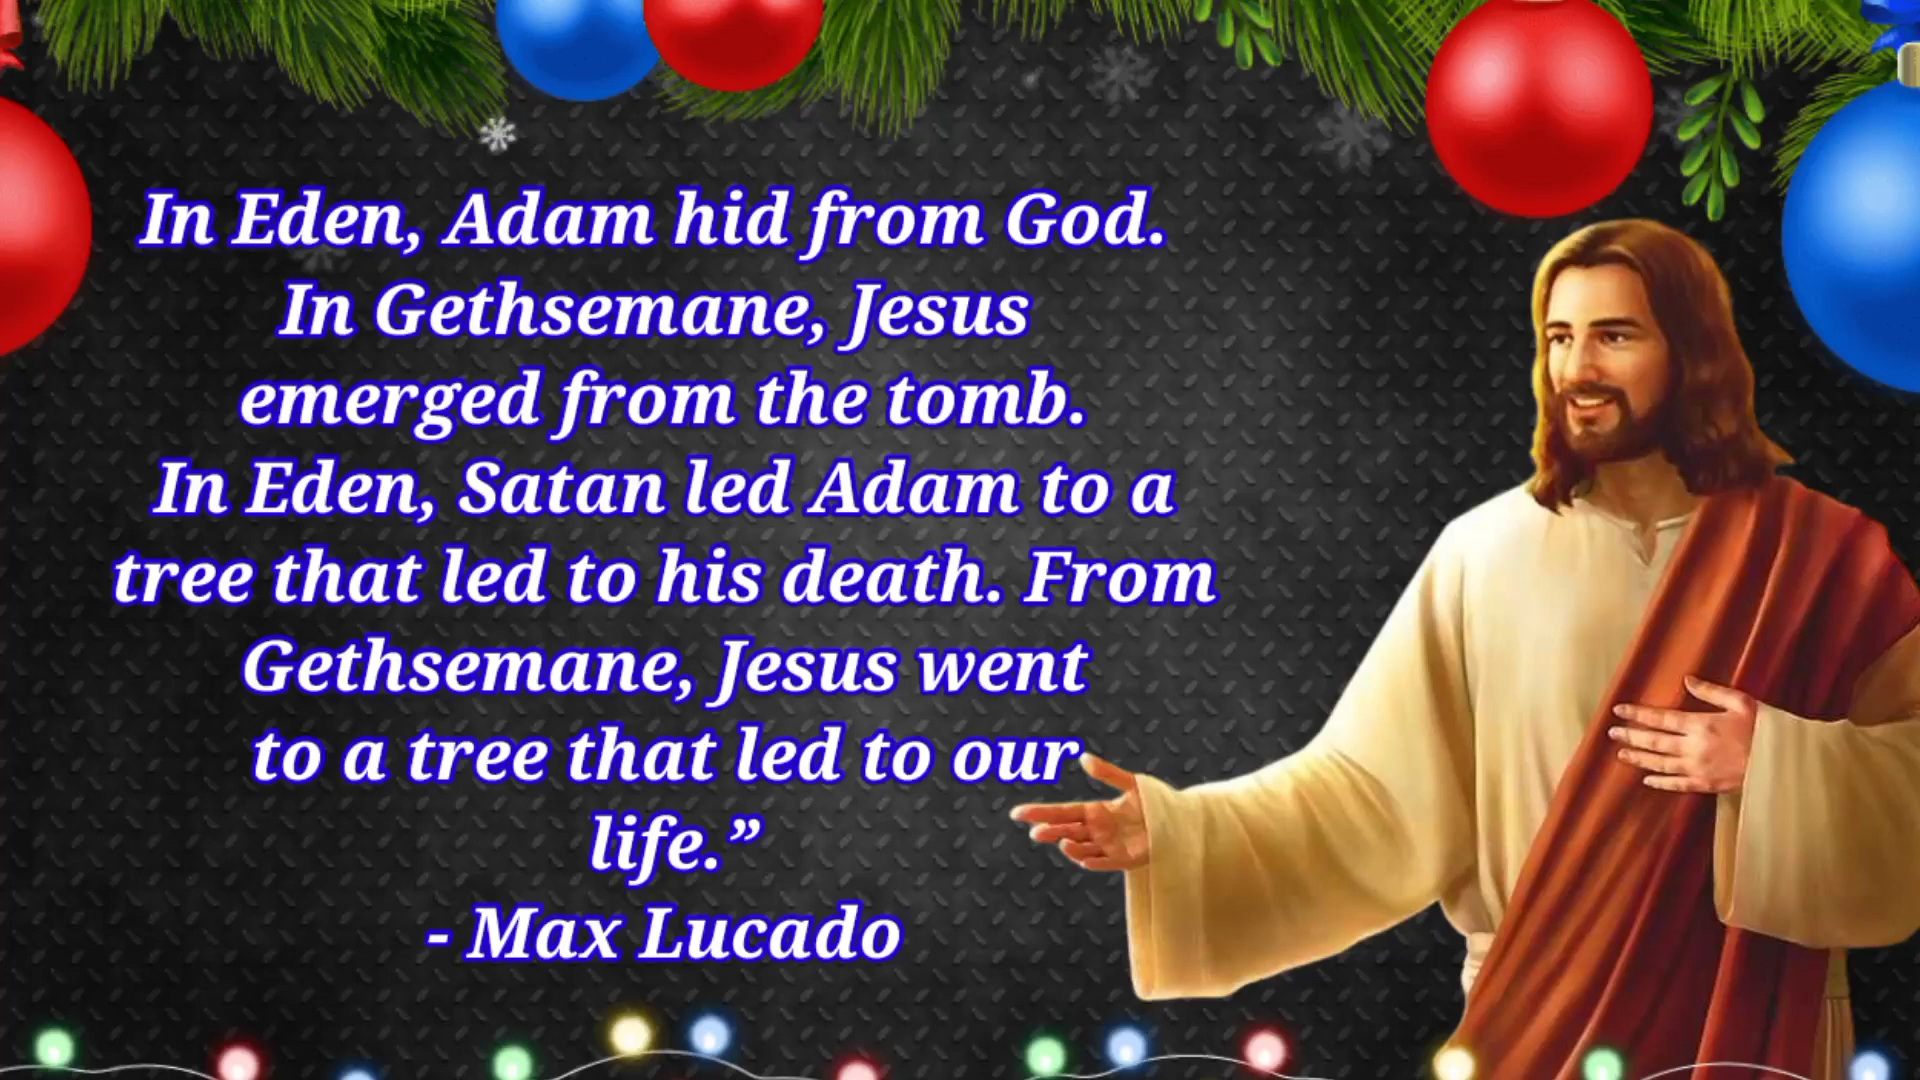 In Eden, Adam hid from God.
In Gethsemane, Jesus
emerged from the tomb.
In Eden, Satan led Adam to a
tree that led to his death. From
Gethsemane, Jesus went
to a tree that led to our
life.”
- Max Lucado